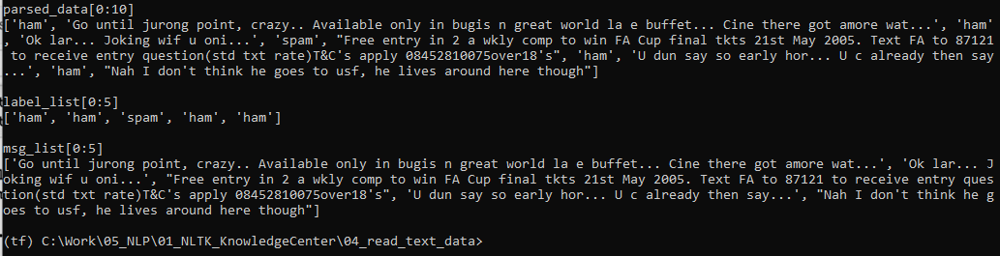 parsed_data[0:10]
['ham', 'Go until jurong point, crazy.. Available only in bugis n great world la e buffet... Cine there got amore wat...', 'ham'
, 'Ok lar... Joking wif u oni...', 'spam', "Free entry in 2 a wkly comp to win FA Cup final tkts 21st May 2005. Text FA to 87121
 to receive entry question(std txt rate)T&C's apply 08452810075over18's", 'ham', 'U dun say so early hor... U c already then say
...', 'ham', "Nah I don't think he goes to usf, he lives around here though"]
label_list[0:5]
['ham', 'ham', 'spam', 'ham', 'ham']
msg_list[0:5]
['Go until jurong point, crazy.. Available only in bugis n great world la e buffet... Cine there got amore wat...', 'Ok lar... J
oking wif u oni...', "Free entry in 2 a wkly comp to win FA Cup final tkts 21st May 2005. Text FA to 87121 to receive entry ques
tion(std txt rate)T&C's apply 08452810075over18's", 'U dun say so early hor... U c already then say...', "Nah I don't think he g
oes to usf, he lives around here though"]
(tf) C:\Work\05_NLP\01_NLTK_KnowledgeCenter\04_read_text_data>